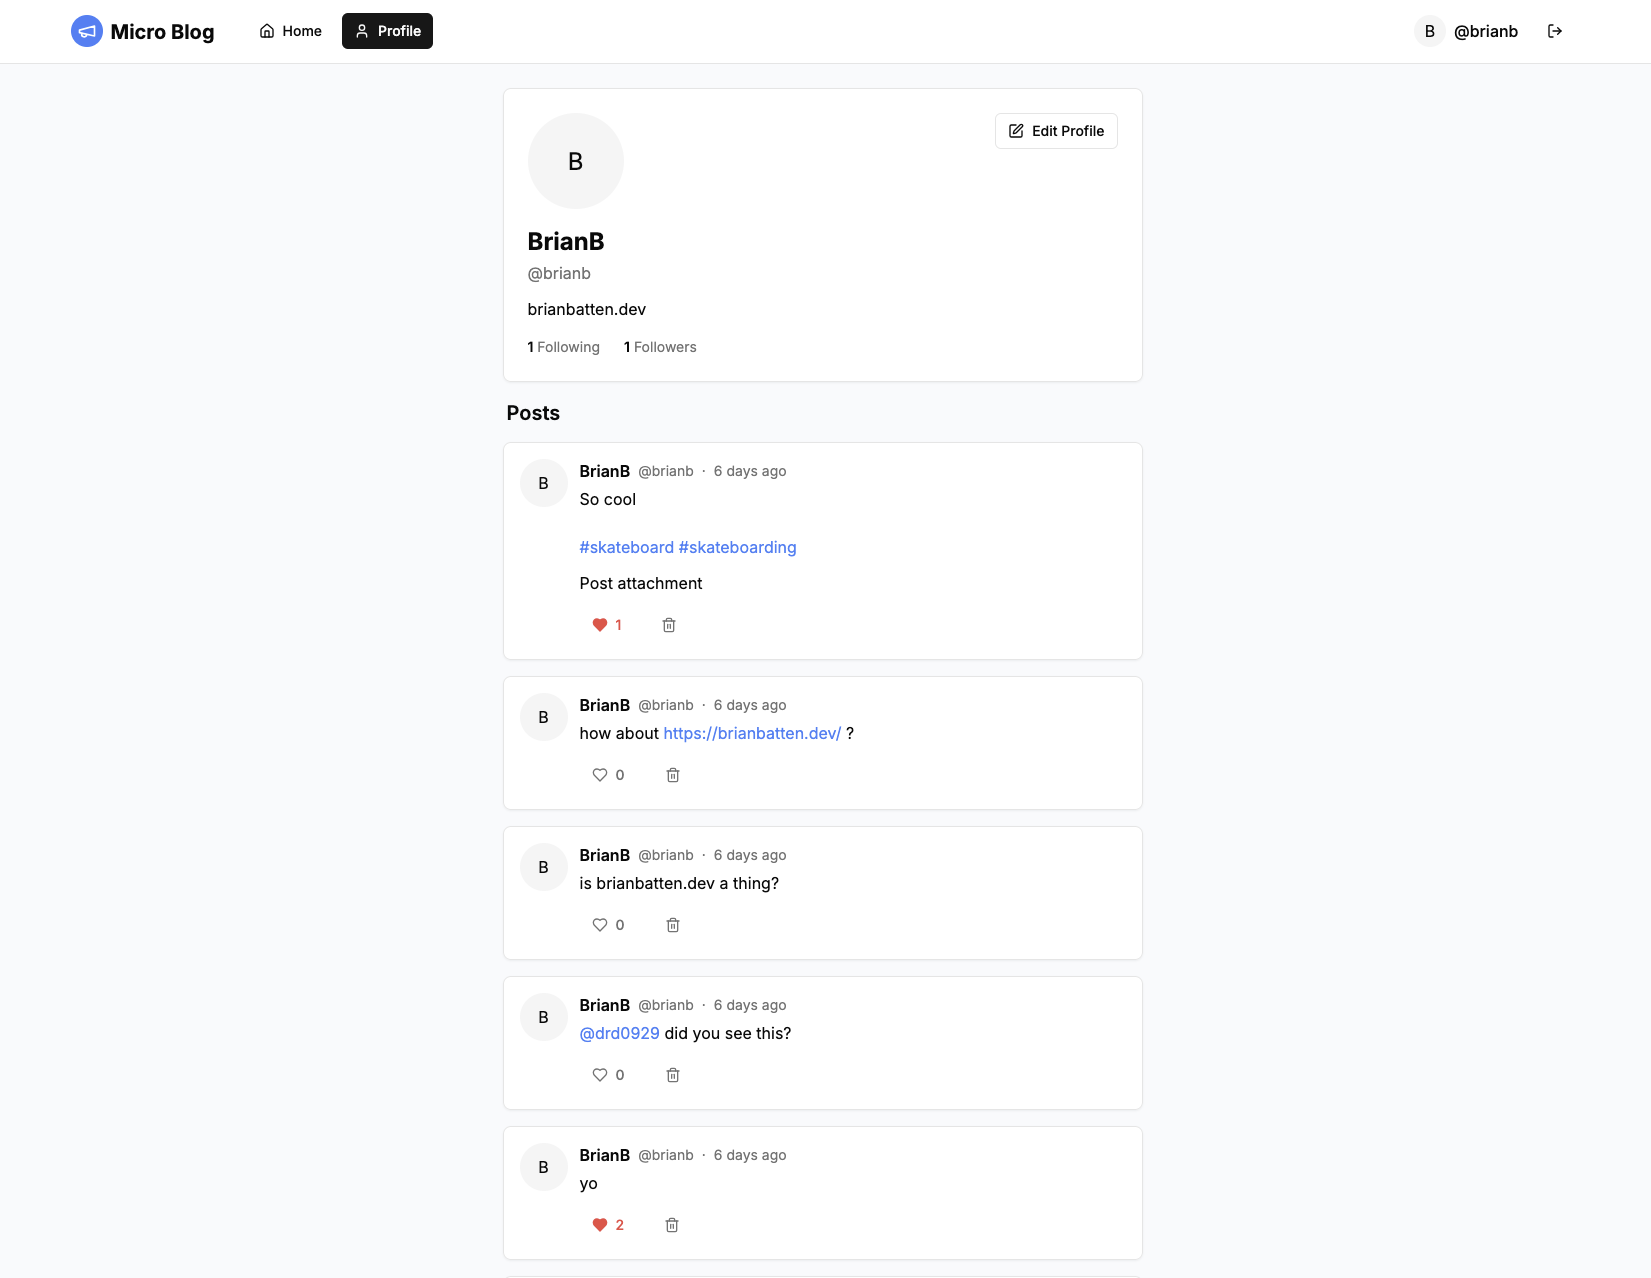 Micro Blog Home Profile B @brianb
B Edit Profile
BrianB
@brianb
brianbatten.dev
1 Following 1 Followers
Posts
B BrianB @brianb · 6 days ago
So cool
#skateboard #skateboarding
Post attachment
1
B BrianB @brianb · 6 days ago
how about https://brianbatten.dev/ ?
0
B BrianB @brianb · 6 days ago
is brianbatten.dev a thing?
0
B BrianB @brianb · 6 days ago
@drd0929 did you see this?
0
B BrianB @brianb · 6 days ago
yo
2